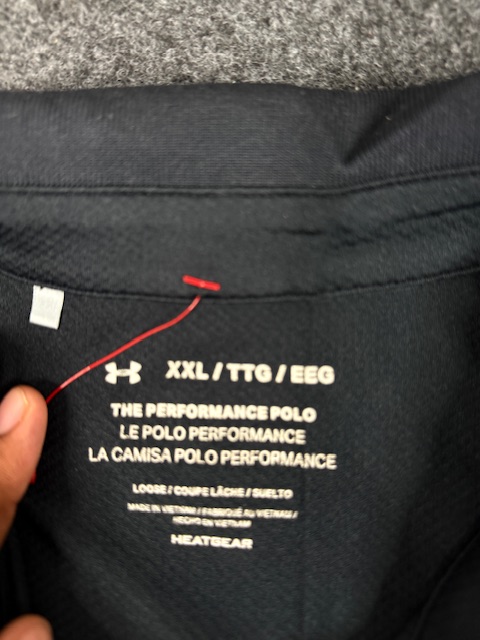 XXL / TTG / EEG
THE PERFORMANCE POLO
LE POLO PERFORMANCE
LA CAMISA POLO PERFORMANCE
LOOSE / COUPE LÂCHE / SUELTO
MADE IN VIETNAM / FABRIQUÉ AU VIETNAM /
HECHO EN VIETNAM
HEATGEAR